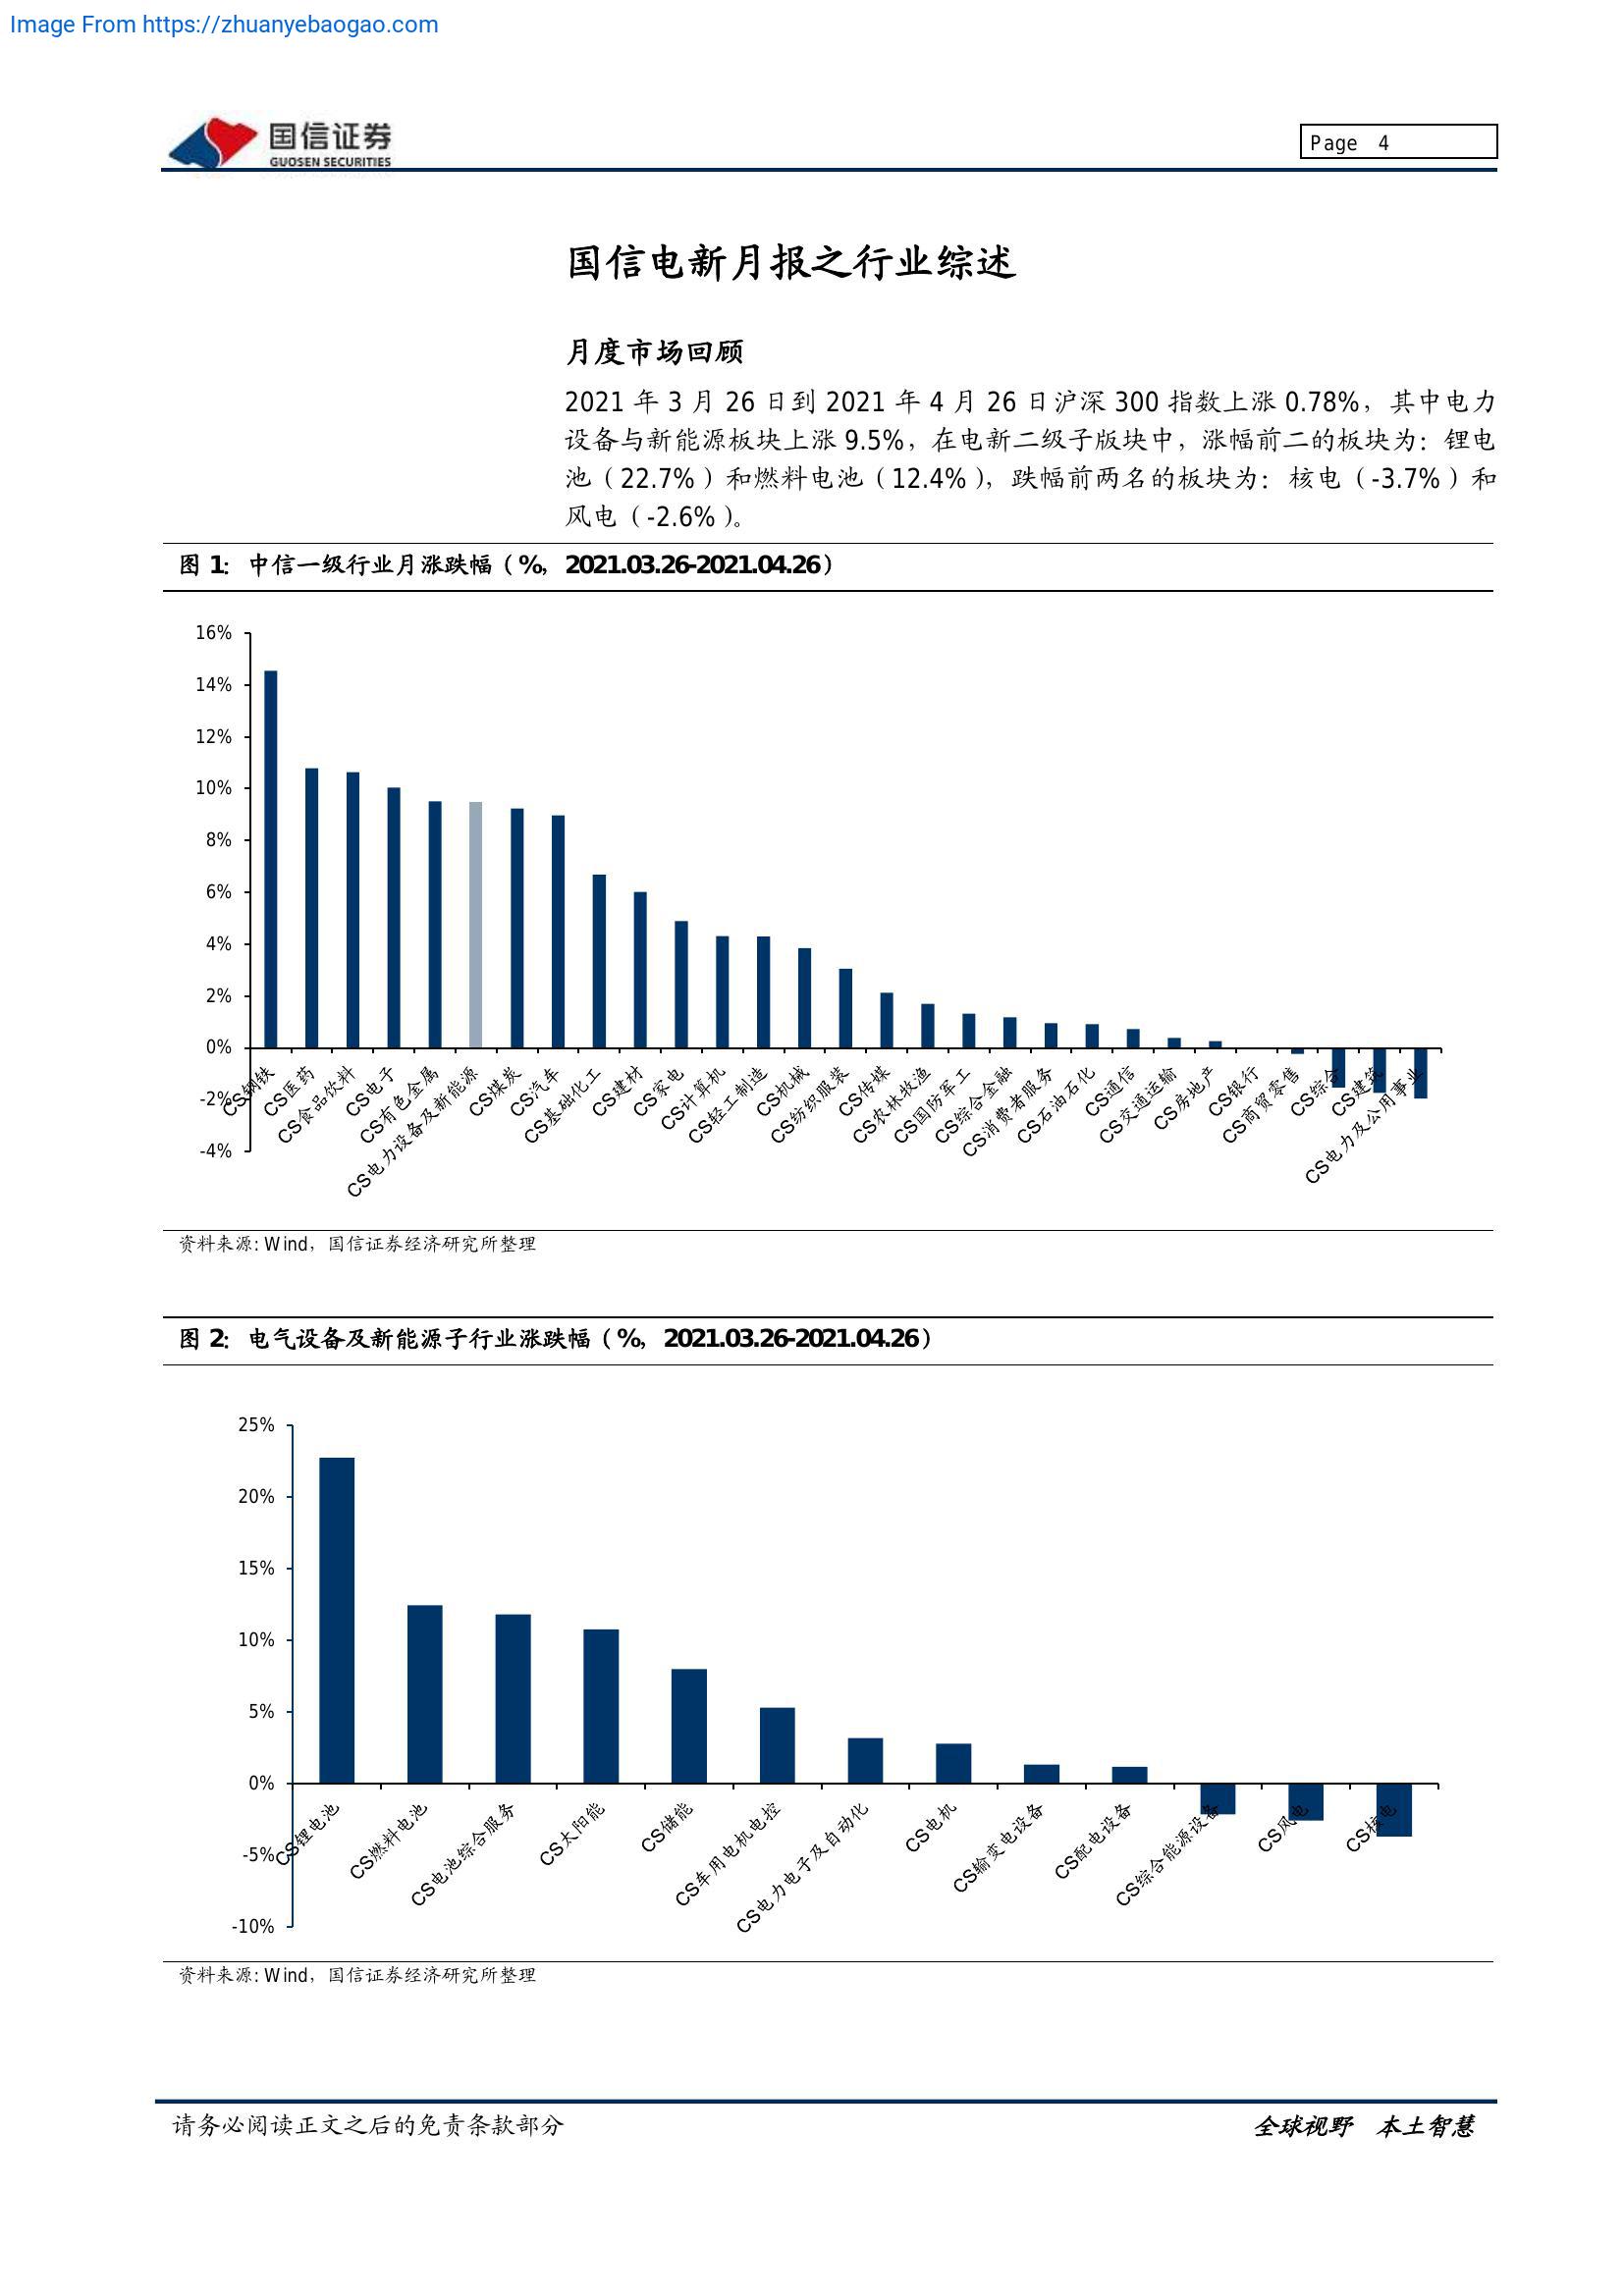 Image From https://zhuanyebaogao.com
国信证券
GUOSEN SECURITIES
Page 4
国信电新月报之行业综述
月度市场回顾
2021 年 3 月 26 日到 2021 年 4 月 26 日沪深 300 指数上涨 0.78%，其中电力
设备与新能源板块上涨 9.5%，在电新二级子版块中，涨幅前二的板块为：锂电
池（22.7%）和燃料电池（12.4%），跌幅前两名的板块为：核电（-3.7%）和
风电（-2.6%）。
图 1：中信一级行业月涨跌幅（%，2021.03.26-2021.04.26）
16%
14%
12%
10%
8%
6%
4%
2%
0%
-2%
-4%
CS钢铁
CS医药
CS食品饮料
CS电子
CS有色金属
CS电力设备及新能源
CS煤炭
CS汽车
CS基础化工
CS建材
CS家电
CS计算机
CS轻工制造
CS机械
CS纺织服装
CS传媒
CS农林牧渔
CS国防军工
CS综合金融
CS消费者服务
CS石油石化
CS通信
CS交通运输
CS房地产
CS银行
CS商贸零售
CS综合
CS建筑
CS电力及公用事业
资料来源: Wind，国信证券经济研究所整理
图 2：电气设备及新能源子行业涨跌幅（%，2021.03.26-2021.04.26）
25%
20%
15%
10%
5%
0%
-5%
-10%
CS锂电池
CS燃料电池
CS电池综合服务
CS太阳能
CS储能
CS车用电机电控
CS电力电子及自动化
CS电机
CS输变电设备
CS配电设备
CS综合能源设备
CS风电
CS核电
资料来源: Wind，国信证券经济研究所整理
请务必阅读正文之后的免责条款部分
全球视野 本土智慧